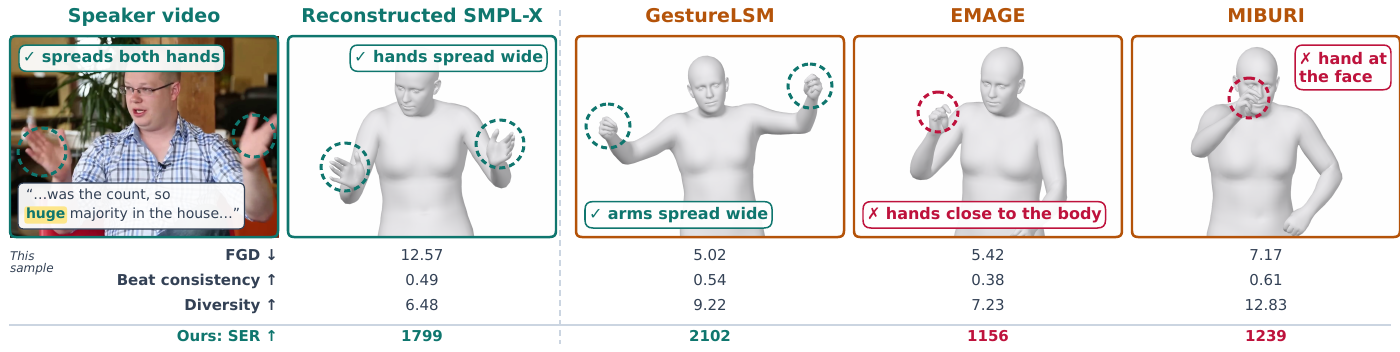 Speaker video
Reconstructed SMPL-X
GestureLSM
EMAGE
MIBURI
✓ spreads both hands
✓ hands spread wide
✗ hand at
the face
“...was the count, so
huge majority in the house...”
✓ arms spread wide
✗ hands close to the body
This
sample
FGD ↓ 12.57 5.02 5.42 7.17
Beat consistency ↑ 0.49 0.54 0.38 0.61
Diversity ↑ 6.48 9.22 7.23 12.83
Ours: SER ↑ 1799 2102 1156 1239